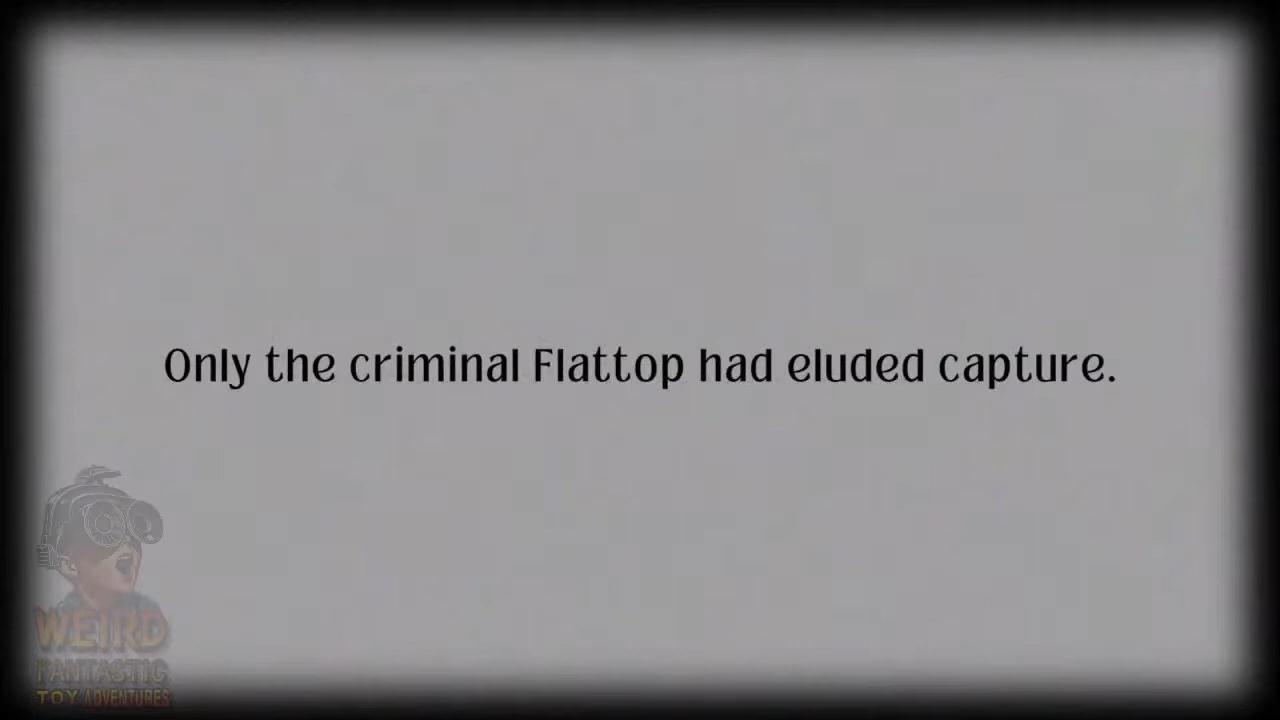 Only the criminal Flattop had eluded capture.
WEIRD
FANTASTIC
TOY ADVENTURES